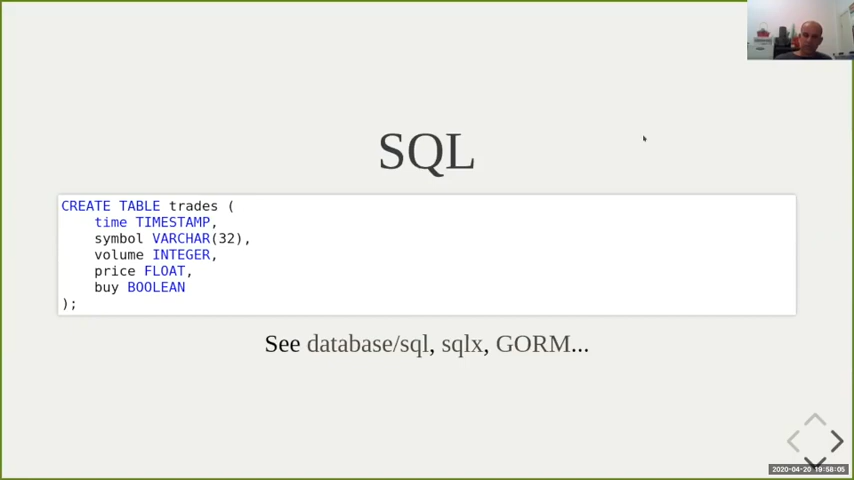 SQL
CREATE TABLE trades (
    time TIMESTAMP,
    symbol VARCHAR(32),
    volume INTEGER,
    price FLOAT,
    buy BOOLEAN
);
See database/sql, sqlx, GORM...
2020-04-20 19:58:05